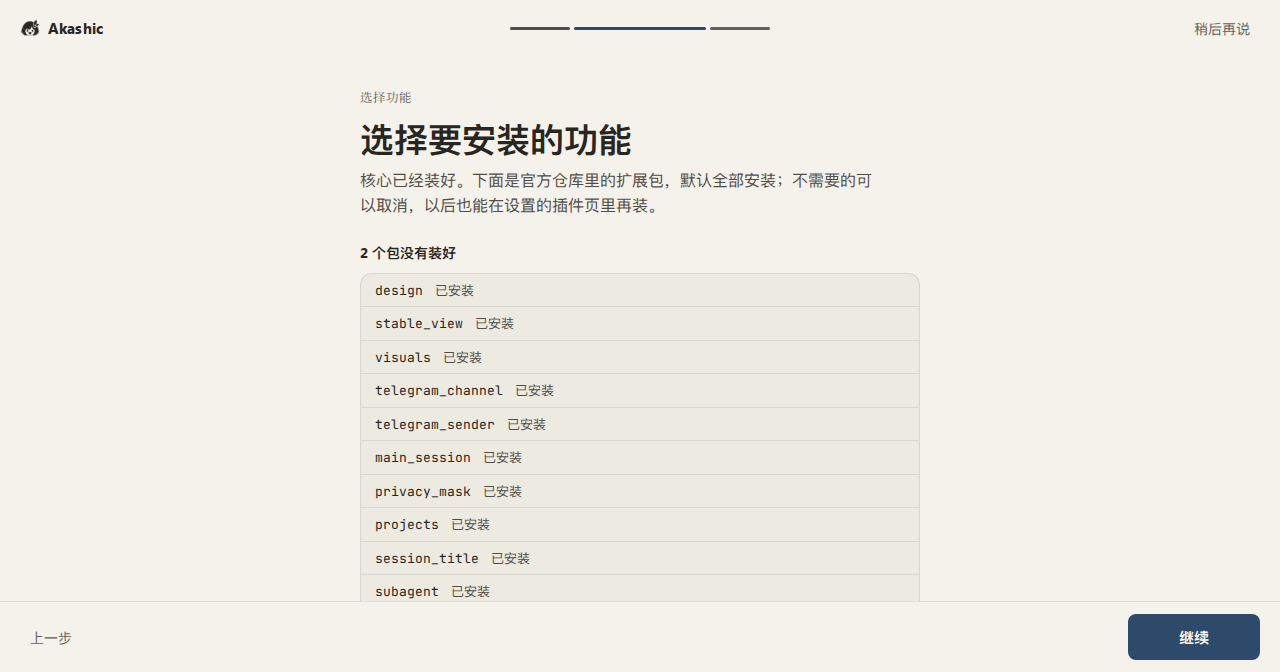 Akashic
稍后再说
选择功能
选择要安装的功能
核心已经装好。下面是官方仓库里的扩展包，默认全部安装；不需要的可
以取消，以后也能在设置的插件页里再装。
2 个包没有装好
design 已安装
stable_view 已安装
visuals 已安装
telegram_channel 已安装
telegram_sender 已安装
main_session 已安装
privacy_mask 已安装
projects 已安装
session_title 已安装
subagent 已安装
上一步
继续